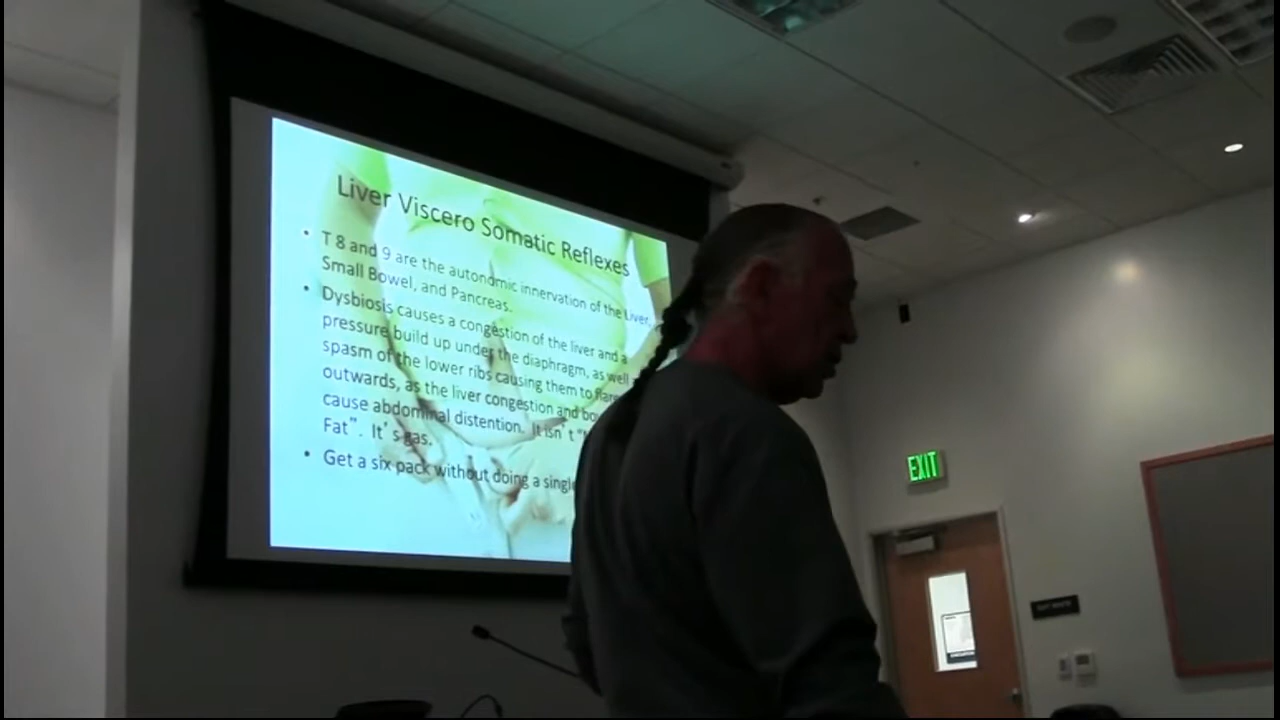 Liver Viscero Somatic Reflexes
• T 8 and 9 are the autonomic innervation of the Liver,
Small Bowel, and Pancreas.
• Dysbiosis causes a congestion of the liver and a
pressure build up under the diaphragm, as well
spasm of the lower ribs causing them to flare
outwards, as the liver congestion and
cause abdominal distention. It isn't
Fat". It's gas.
• Get a six pack without doing a single
EXIT